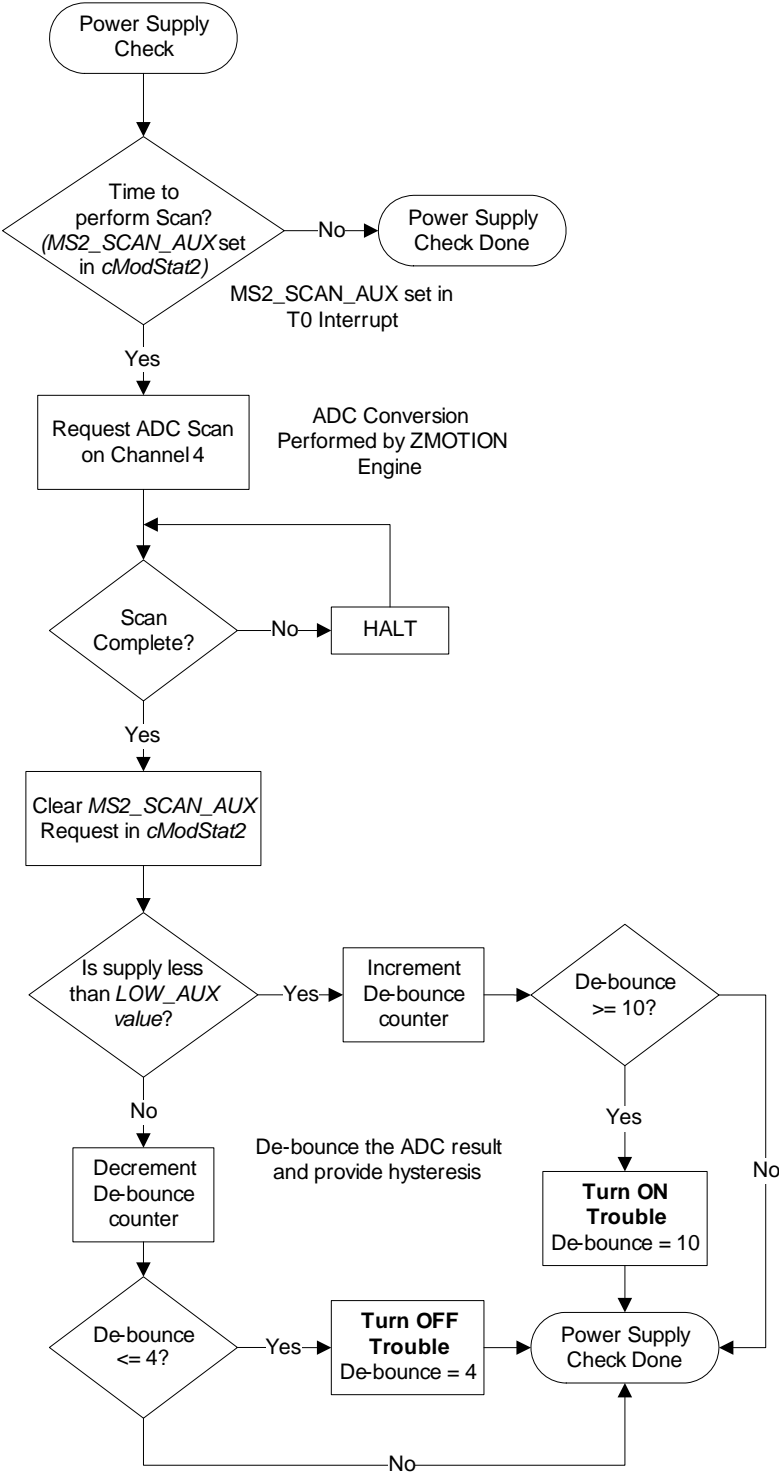 Power Supply
Check
Time to
perform Scan?
(MS2_SCAN_AUX set
in cModStat2)
No
Power Supply
Check Done
MS2_SCAN_AUX set in
T0 Interrupt
Yes
Request ADC Scan
on Channel 4
ADC Conversion
Performed by ZMOTION
Engine
Scan
Complete?
No
HALT
Yes
Clear MS2_SCAN_AUX
Request in cModStat2
Is supply less
than LOW_AUX
value?
Yes
Increment
De-bounce
counter
De-bounce
>= 10?
No
Yes
No
Decrement
De-bounce
counter
De-bounce the ADC result
and provide hysteresis
Turn ON
Trouble
De-bounce = 10
De-bounce
<= 4?
Yes
Turn OFF
Trouble
De-bounce = 4
Power Supply
Check Done
No